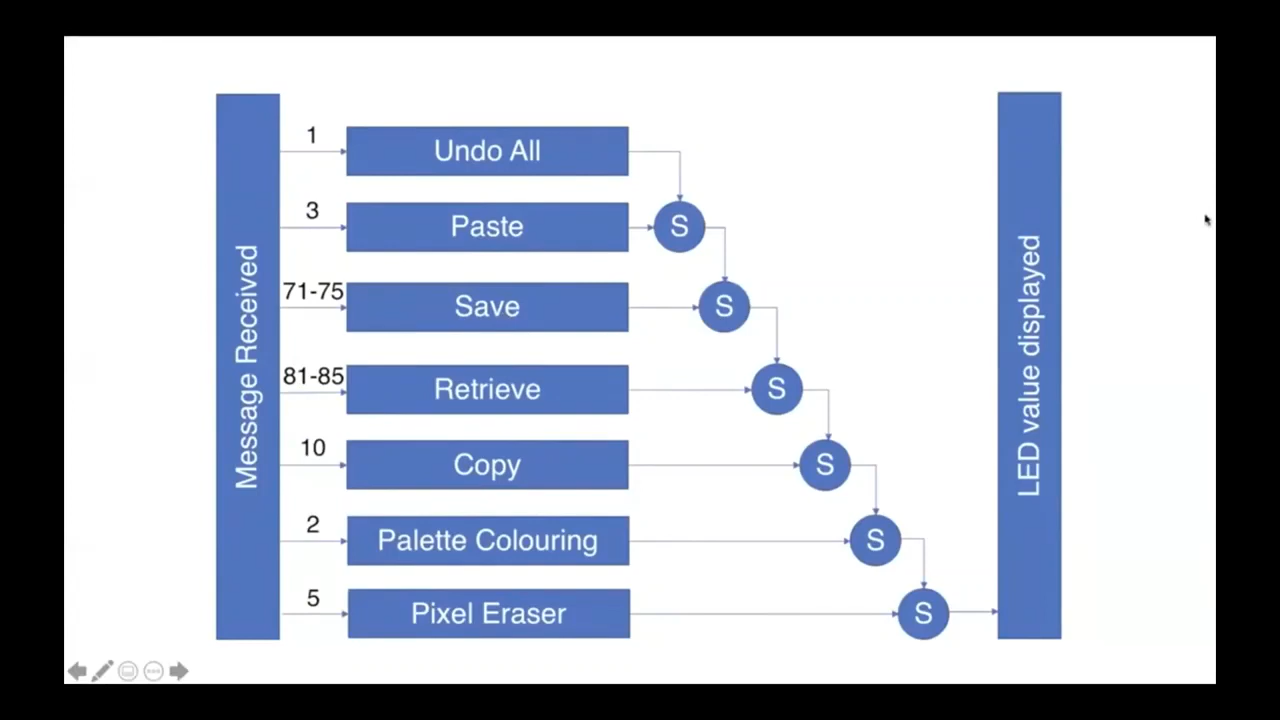 1
Undo All
3
Paste
S
71-75
Save
S
81-85
Retrieve
S
10
Copy
S
2
Palette Colouring
S
5
Pixel Eraser
S
Message Received
LED value displayed